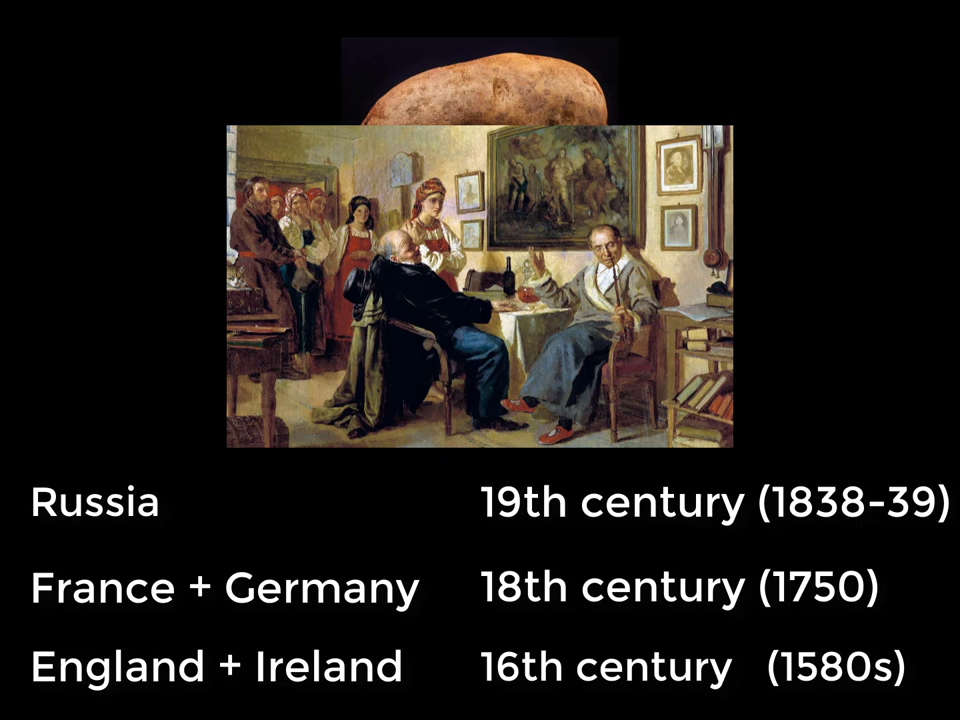 Russia 19th century (1838-39)
France + Germany 18th century (1750)
England + Ireland 16th century (1580s)